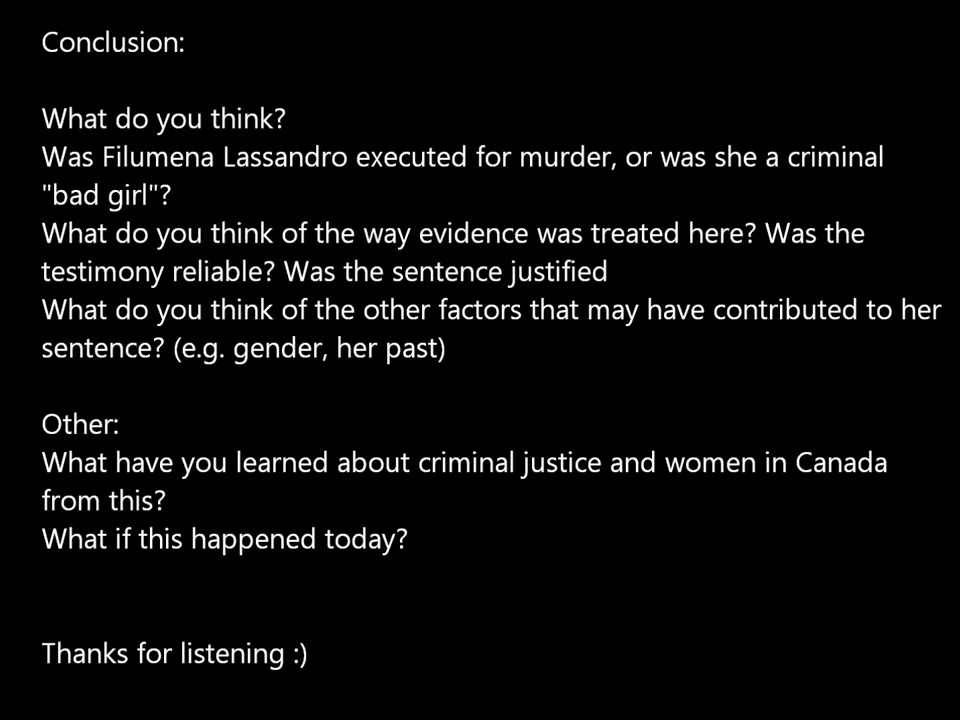 Conclusion:
What do you think?
Was Filumena Lassandro executed for murder, or was she a criminal
"bad girl"?
What do you think of the way evidence was treated here? Was the
testimony reliable? Was the sentence justified
What do you think of the other factors that may have contributed to her
sentence? (e.g. gender, her past)
Other:
What have you learned about criminal justice and women in Canada
from this?
What if this happened today?
Thanks for listening :)